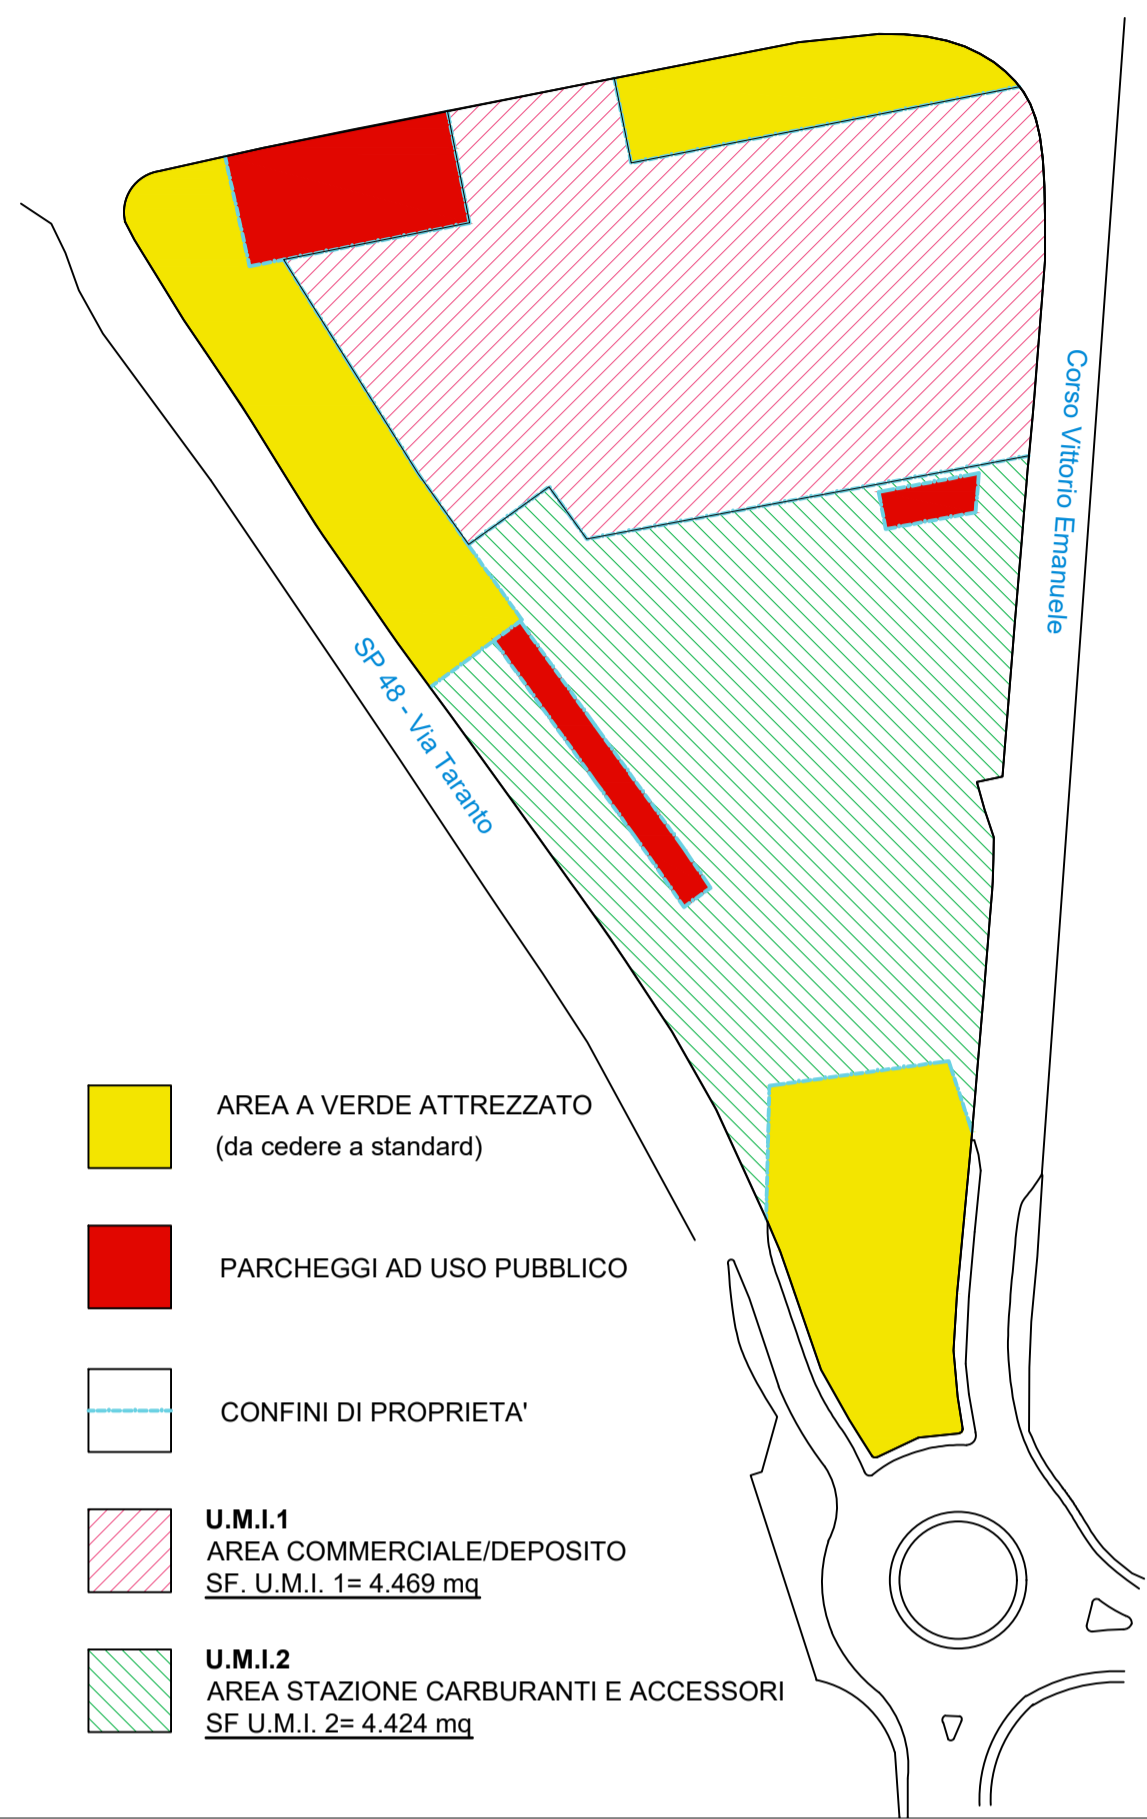 Corso Vittorio Emanuele
SP 48 - Via Taranto
AREA A VERDE ATTREZZATO
(da cedere a standard)
PARCHEGGI AD USO PUBBLICO
CONFINI DI PROPRIETA'
U.M.I.1
AREA COMMERCIALE/DEPOSITO
SF. U.M.I. 1= 4.469 mq
U.M.I.2
AREA STAZIONE CARBURANTI E ACCESSORI
SF U.M.I. 2= 4.424 mq